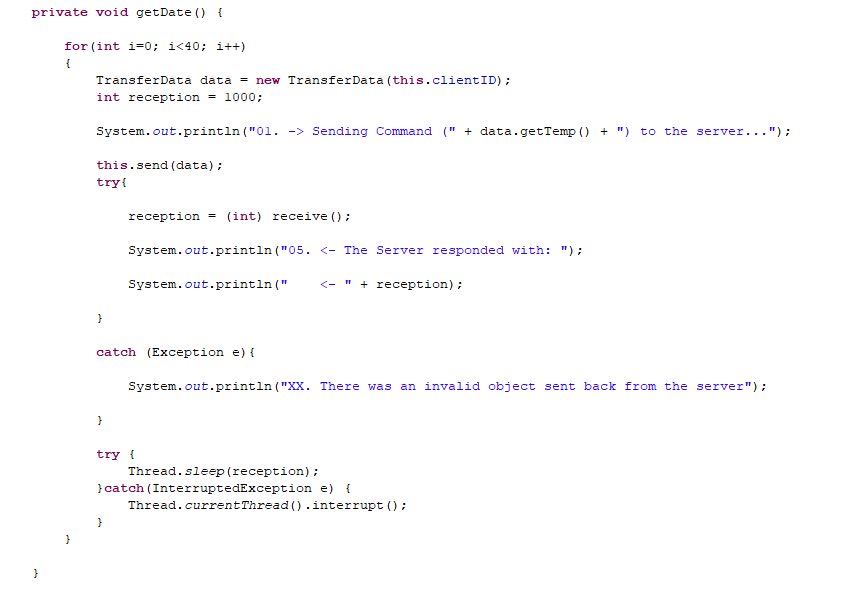 private void getDate() {
for(int i=0; i<40; i++)
{
TransferData data = new TransferData(this.clientID);
int reception = 1000;
System.out.println("01. -> Sending Command (" + data.getTemp() + ") to the server...");
this.send(data);
try{
reception = (int) receive();
System.out.println("05. <- The Server responded with: ");
System.out.println("    <- " + reception);
}
catch (Exception e){
System.out.println("XX. There was an invalid object sent back from the server");
}
try {
Thread.sleep(reception);
}catch(InterruptedException e) {
Thread.currentThread().interrupt();
}
}
}